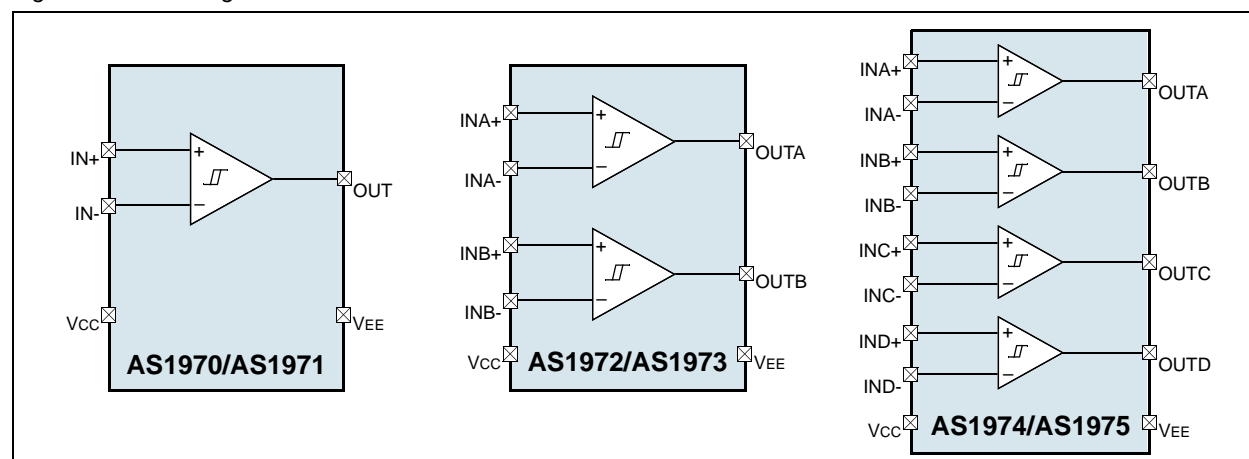 IN+
IN-
OUT
VCC
VEE
AS1970/AS1971
INA+
INA-
OUTA
INB+
INB-
OUTB
VCC
VEE
AS1972/AS1973
INA+
INA-
OUTA
INB+
INB-
OUTB
INC+
INC-
OUTC
IND+
IND-
OUTD
VCC
VEE
AS1974/AS1975